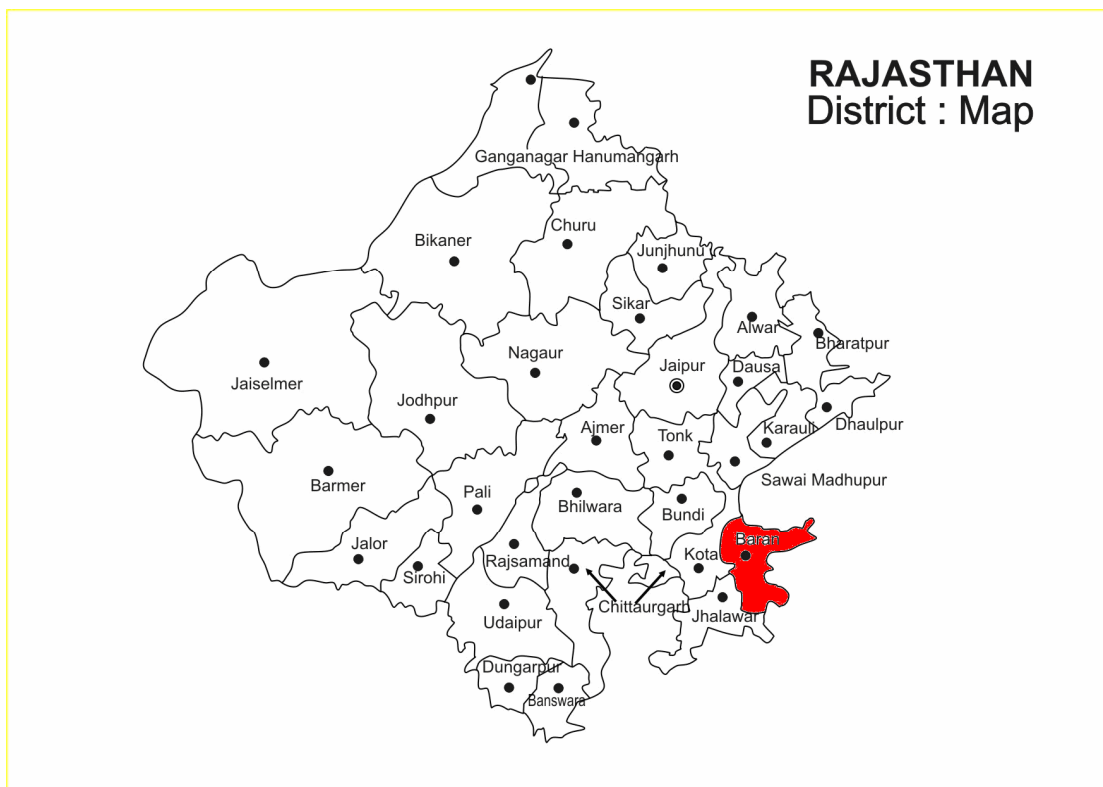 RAJASTHAN
District : Map
Ganganagar Hanumangarh
Churu
Bikaner
Junjhunu
Sikar
Alwar
Bharatpur
Nagaur
Jaipur
Dausa
Jaiselmer
Jodhpur
Ajmer
Tonk
Karauli
Dhaulpur
Sawai Madhupur
Barmer
Pali
Bhilwara
Bundi
Baran
Jalor
Sirohi
Rajsamand
Kota
Chittaurgarh
Jhalawar
Udaipur
Dungarpur
Banswara